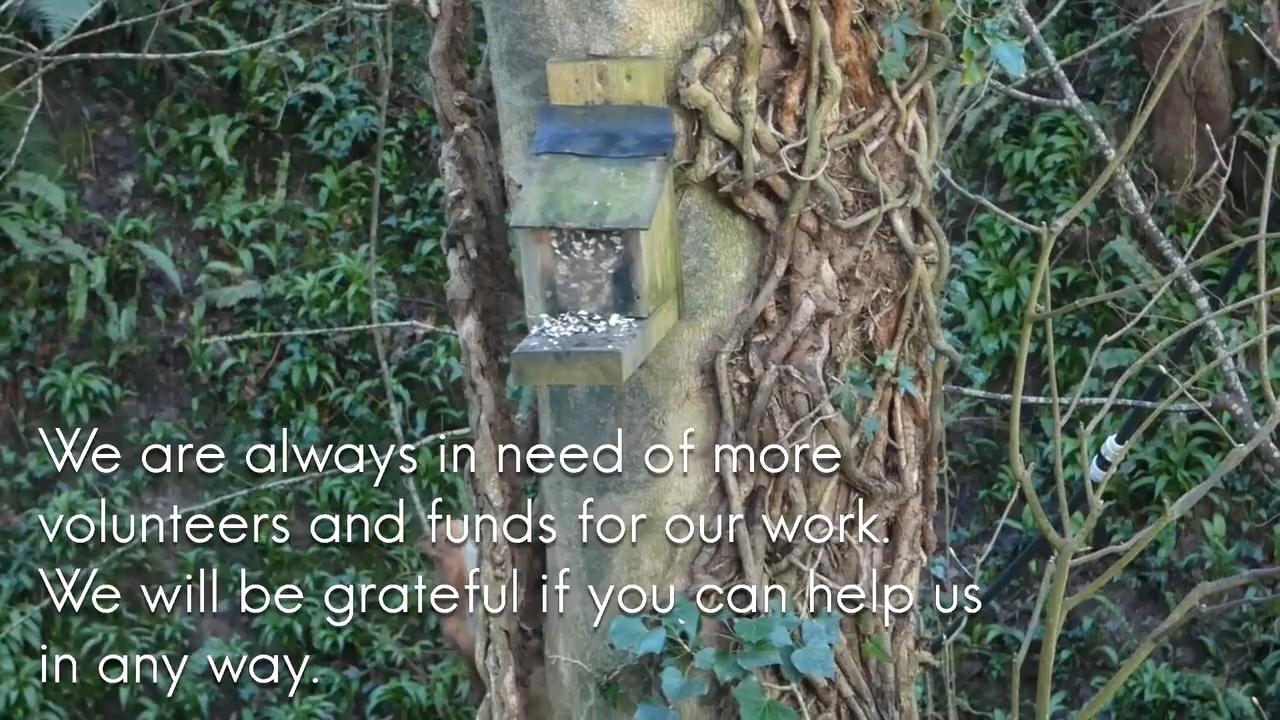 We are always in need of more
volunteers and funds for our work.
We will be grateful if you can help us
in any way.